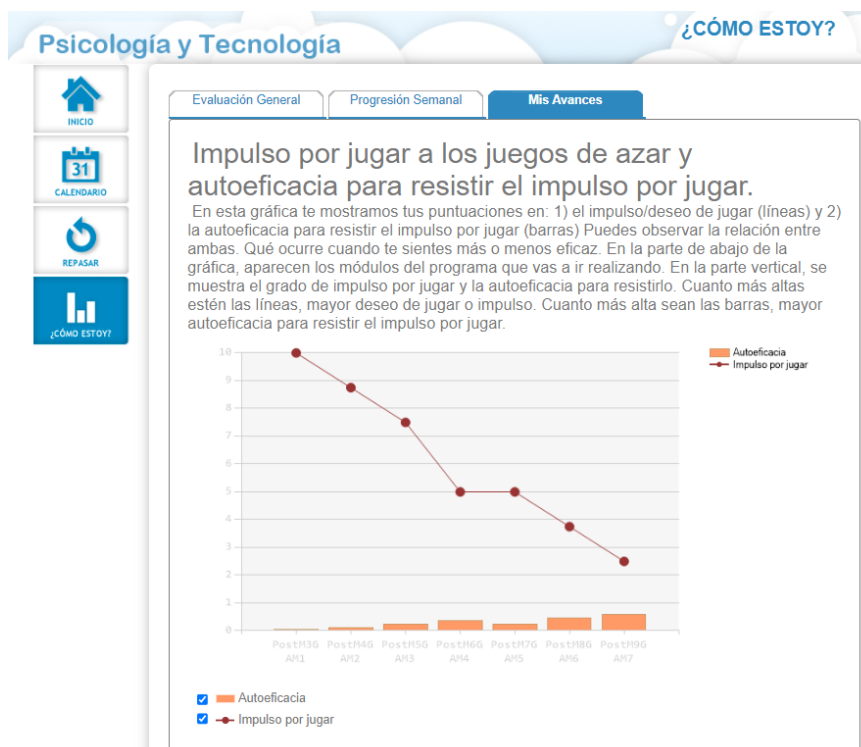 Psicología y Tecnología
¿CÓMO ESTOY?
INICIO
31
CALENDARIO
REPASAR
¿CÓMO ESTOY?
Evaluación General
Progresión Semanal
Mis Avances
Impulso por jugar a los juegos de azar y
autoeficacia para resistir el impulso por jugar.
En esta gráfica te mostramos tus puntuaciones en: 1) el impulso/deseo de jugar (líneas) y 2)
la autoeficacia para resistir el impulso por jugar (barras) Puedes observar la relación entre
ambas. Qué ocurre cuando te sientes más o menos eficaz. En la parte de abajo de la
gráfica, aparecen los módulos del programa que vas a ir realizando. En la parte vertical, se
muestra el grado de impulso por jugar y la autoeficacia para resistirlo. Cuanto más altas
estén las líneas, mayor deseo de jugar o impulso. Cuanto más alta sean las barras, mayor
autoeficacia para resistir el impulso por jugar.
10
9
8
7
6
5
4
3
2
1
0
Autoeficacia
Impulso por jugar
PostM3G PostM4G PostM5G PostM6G PostM7G PostM8G PostM9G
AM1 AM2 AM3 AM4 AM5 AM6 AM7
Autoeficacia
Impulso por jugar